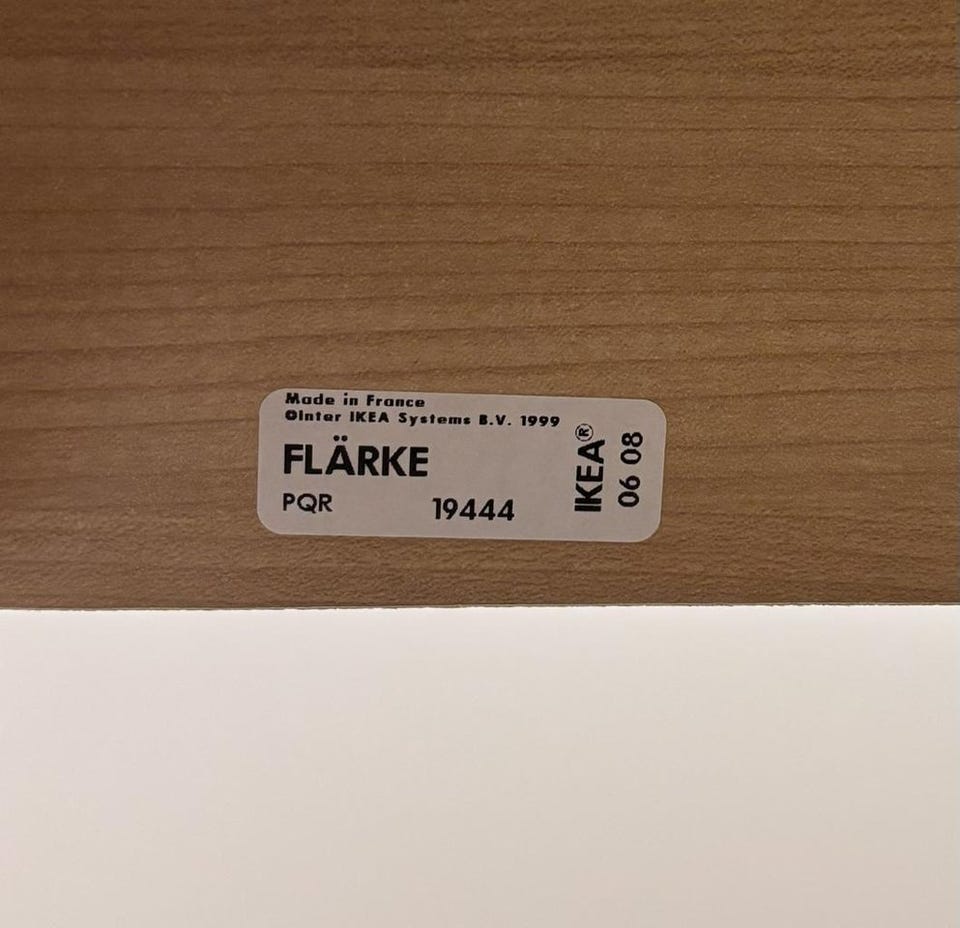 Made in France
©Inter IKEA Systems B.V. 1999
FLÄRKE
PQR 19444
IKEA®
06 08